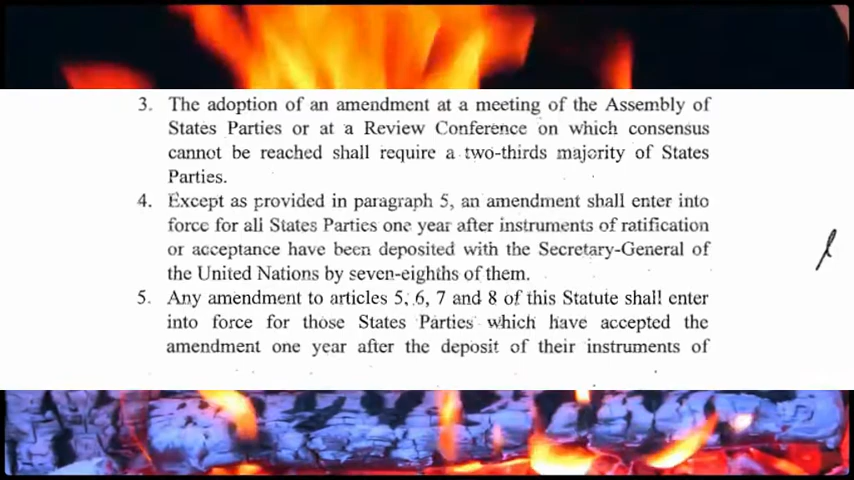 3. The adoption of an amendment at a meeting of the Assembly of
States Parties or at a Review Conference on which consensus
cannot be reached shall require a two-thirds majority of States
Parties.
4. Except as provided in paragraph 5, an amendment shall enter into
force for all States Parties one year after instruments of ratification
or acceptance have been deposited with the Secretary-General of
the United Nations by seven-eighths of them.
5. Any amendment to articles 5, 6, 7 and 8 of this Statute shall enter
into force for those States Parties which have accepted the
amendment one year after the deposit of their instruments of